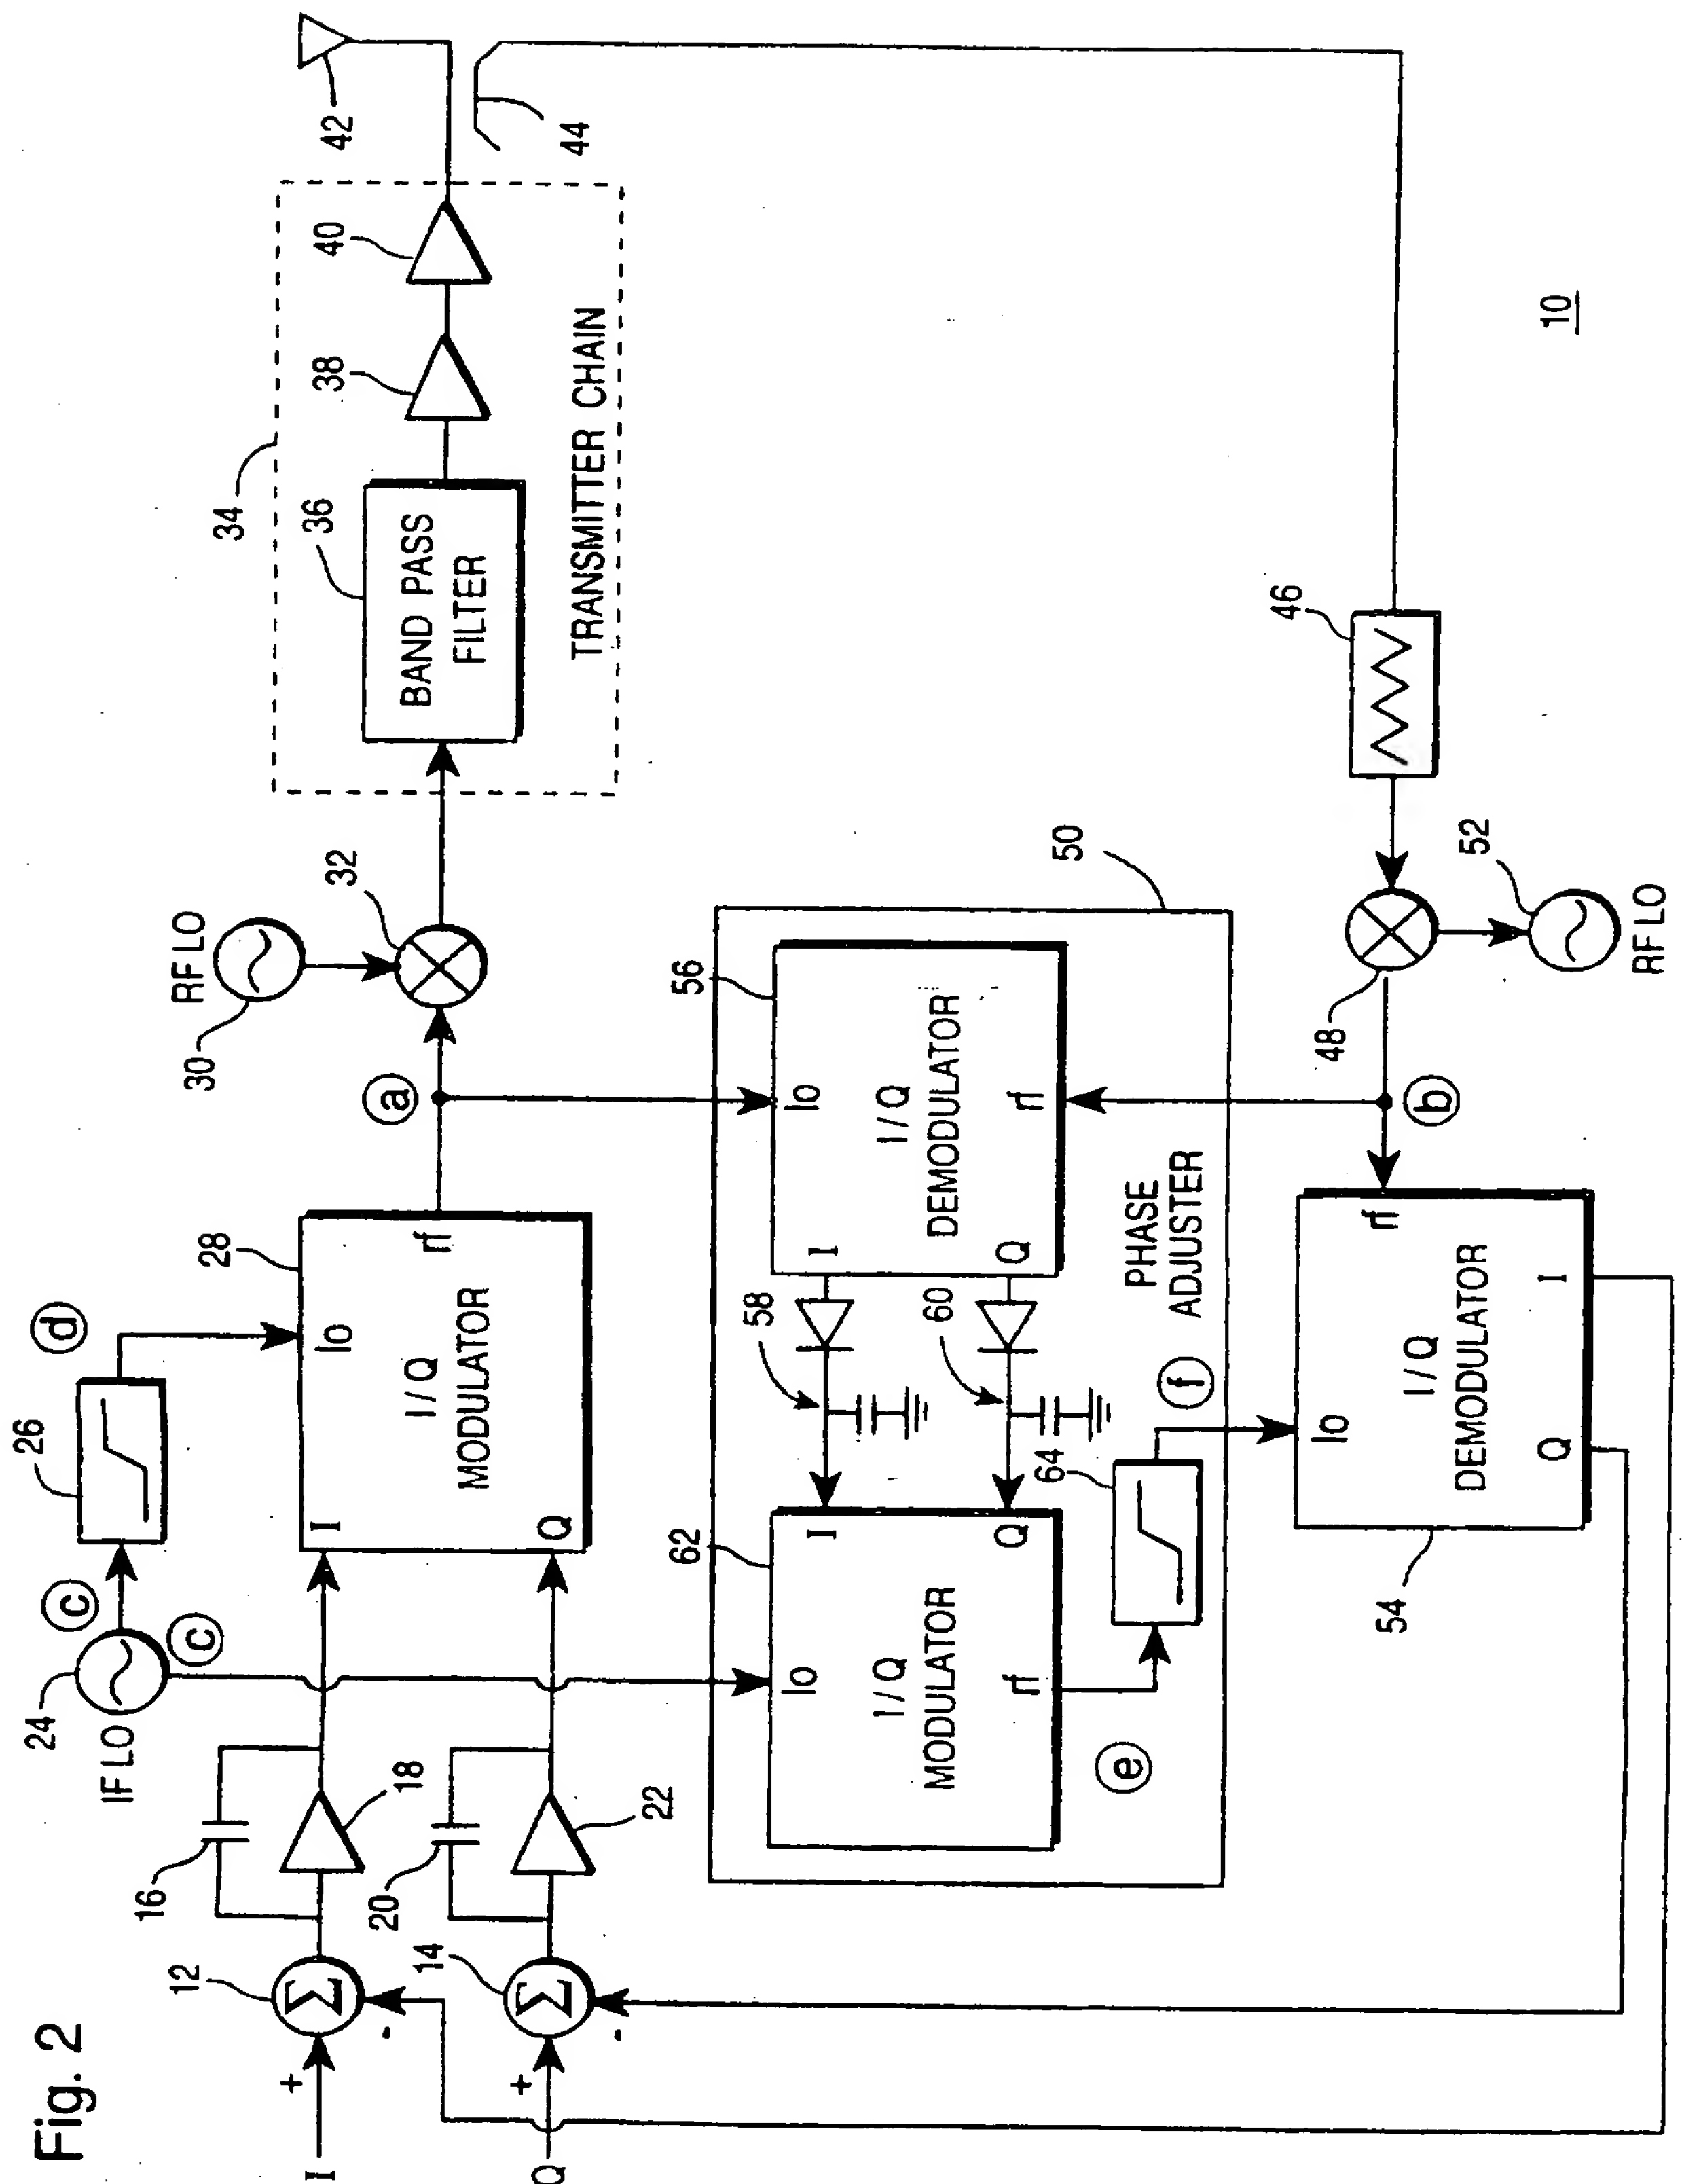 Fig. 2
I
+
-
12
16
18
Q
+
-
14
20
22
24
IF LO
c
c
26
d
lo
I
Q
I/Q
MODULATOR
rf
28
a
30
RF LO
32
34
36
BAND PASS
FILTER
38
40
TRANSMITTER CHAIN
42
44
62
lo
I/Q
MODULATOR
I
Q
rf
e
58
60
64
f
56
lo
I/Q
DEMODULATOR
I
Q
rf
PHASE
ADJUSTER
50
54
lo
I/Q
DEMODULATOR
Q
I
rf
b
48
52
RF LO
46
10